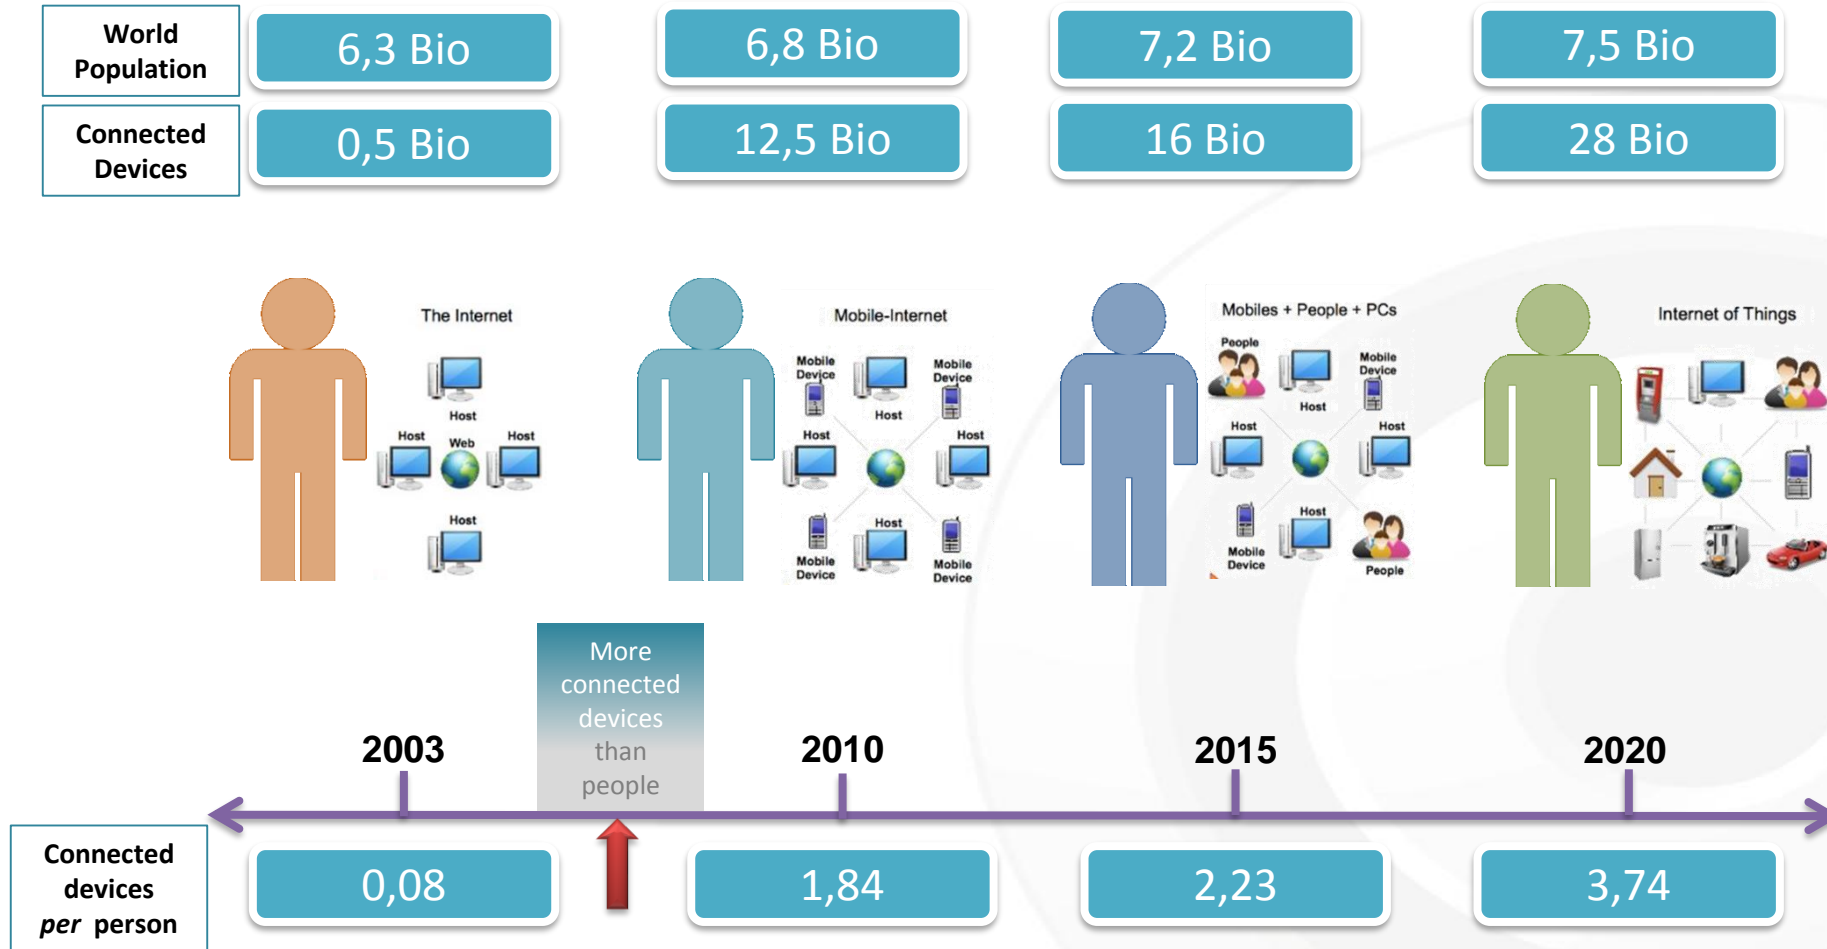 World
Population
6,3 Bio
6,8 Bio
7,2 Bio
7,5 Bio
Connected
Devices
0,5 Bio
12,5 Bio
16 Bio
28 Bio
The Internet
Host
Host
Web
Host
Host
Mobile-Internet
Mobile
Device
Host
Mobile
Device
Host
Host
Mobile
Device
Host
Mobile
Device
Mobiles + People + PCs
People
Host
Mobile
Device
Host
Host
Mobile
Device
Host
People
Internet of Things
More
connected
devices
than
people
2003
2010
2015
2020
Connected
devices
per person
0,08
1,84
2,23
3,74